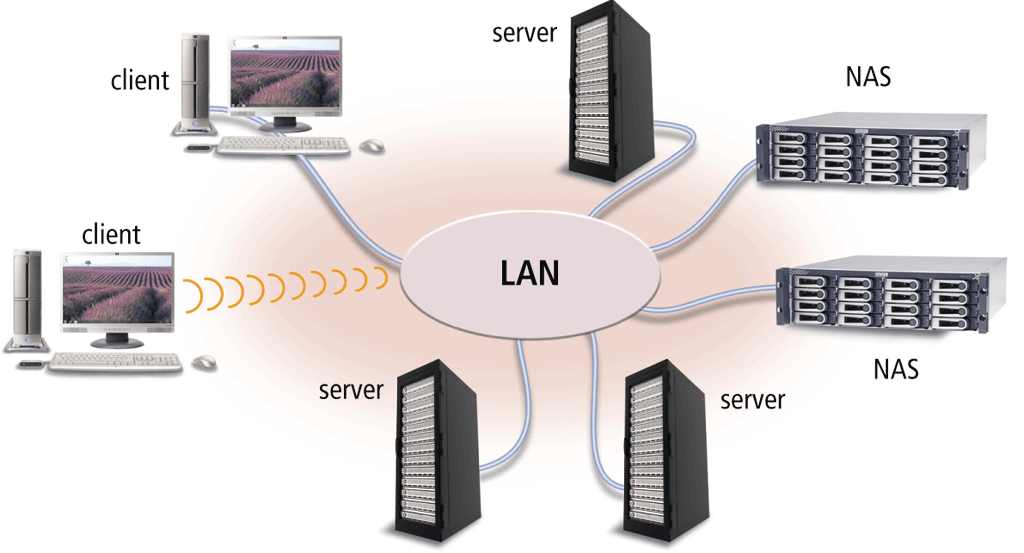 server
client
NAS
client
LAN
NAS
server
server